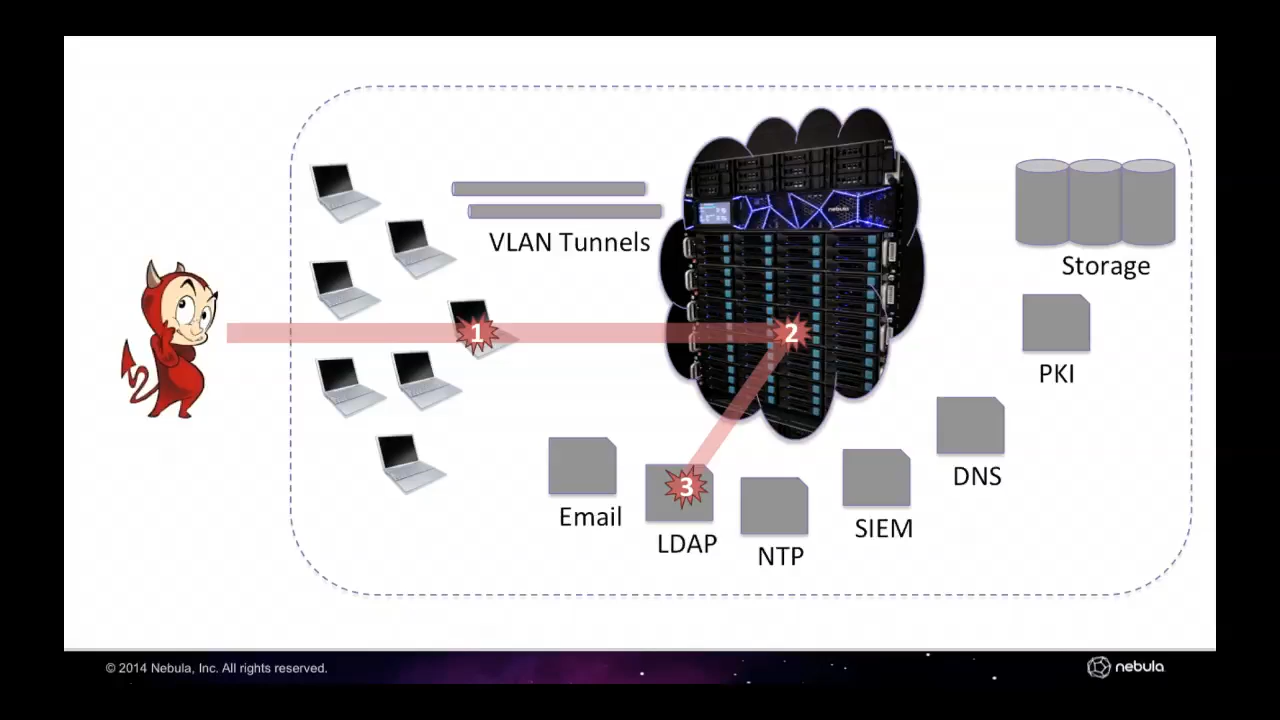 VLAN Tunnels
nebula
Storage
1
2
PKI
3
Email
LDAP
NTP
SIEM
DNS
© 2014 Nebula, Inc. All rights reserved.
nebula